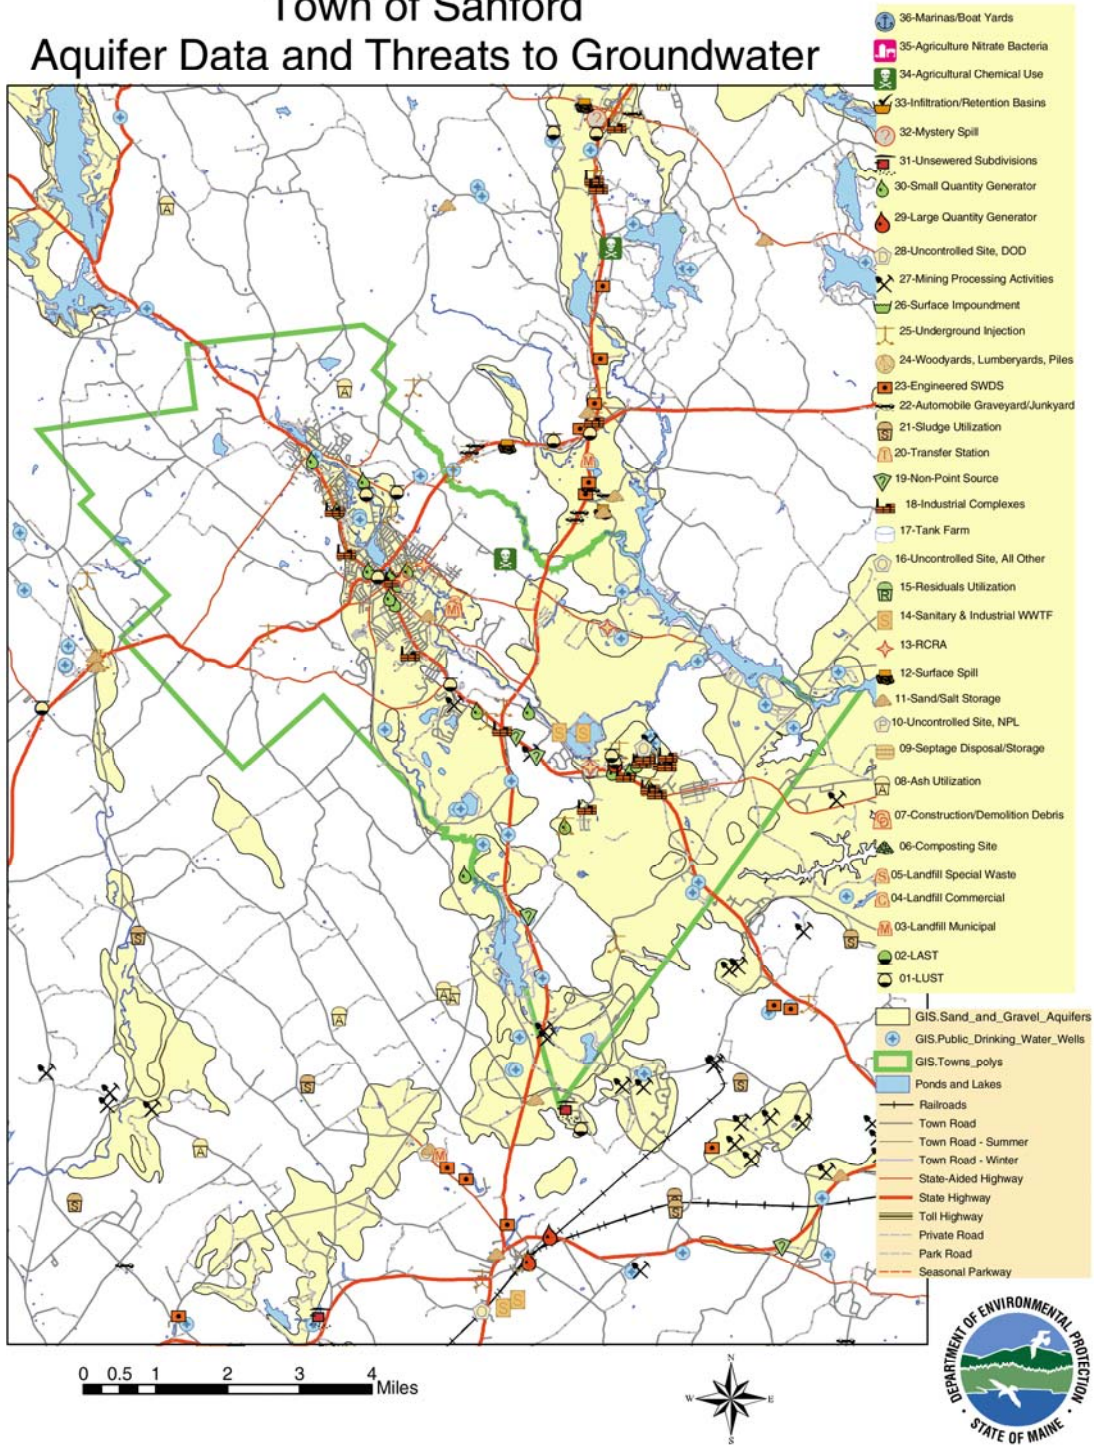 Town of Sanford
Aquifer Data and Threats to Groundwater
36-Marinas/Boat Yards
35-Agriculture Nitrate Bacteria
34-Agricultural Chemical Use
33-Infiltration/Retention Basins
32-Mystery Spill
31-Unsewered Subdivisions
30-Small Quantity Generator
29-Large Quantity Generator
28-Uncontrolled Site, DOD
27-Mining Processing Activities
26-Surface Impoundment
25-Underground Injection
24-Woodyards, Lumberyards, Piles
23-Engineered SWDS
22-Automobile Graveyard/Junkyard
21-Sludge Utilization
20-Transfer Station
19-Non-Point Source
18-Industrial Complexes
17-Tank Farm
16-Uncontrolled Site, All Other
15-Residuals Utilization
14-Sanitary & Industrial WWTF
13-RCRA
12-Surface Spill
11-Sand/Salt Storage
10-Uncontrolled Site, NPL
09-Septage Disposal/Storage
08-Ash Utilization
07-Construction/Demolition Debris
06-Composting Site
05-Landfill Special Waste
04-Landfill Commercial
03-Landfill Municipal
02-LAST
01-LUST
GIS.Sand_and_Gravel_Aquifers
GIS.Public_Drinking_Water_Wells
GIS.Towns_polys
Ponds and Lakes
Railroads
Town Road
Town Road - Summer
Town Road - Winter
State-Aided Highway
State Highway
Toll Highway
Private Road
Park Road
Seasonal Parkway
0 0.5 1 2 3 4
Miles
N
W E
S
DEPARTMENT OF ENVIRONMENTAL PROTECTION
STATE OF MAINE